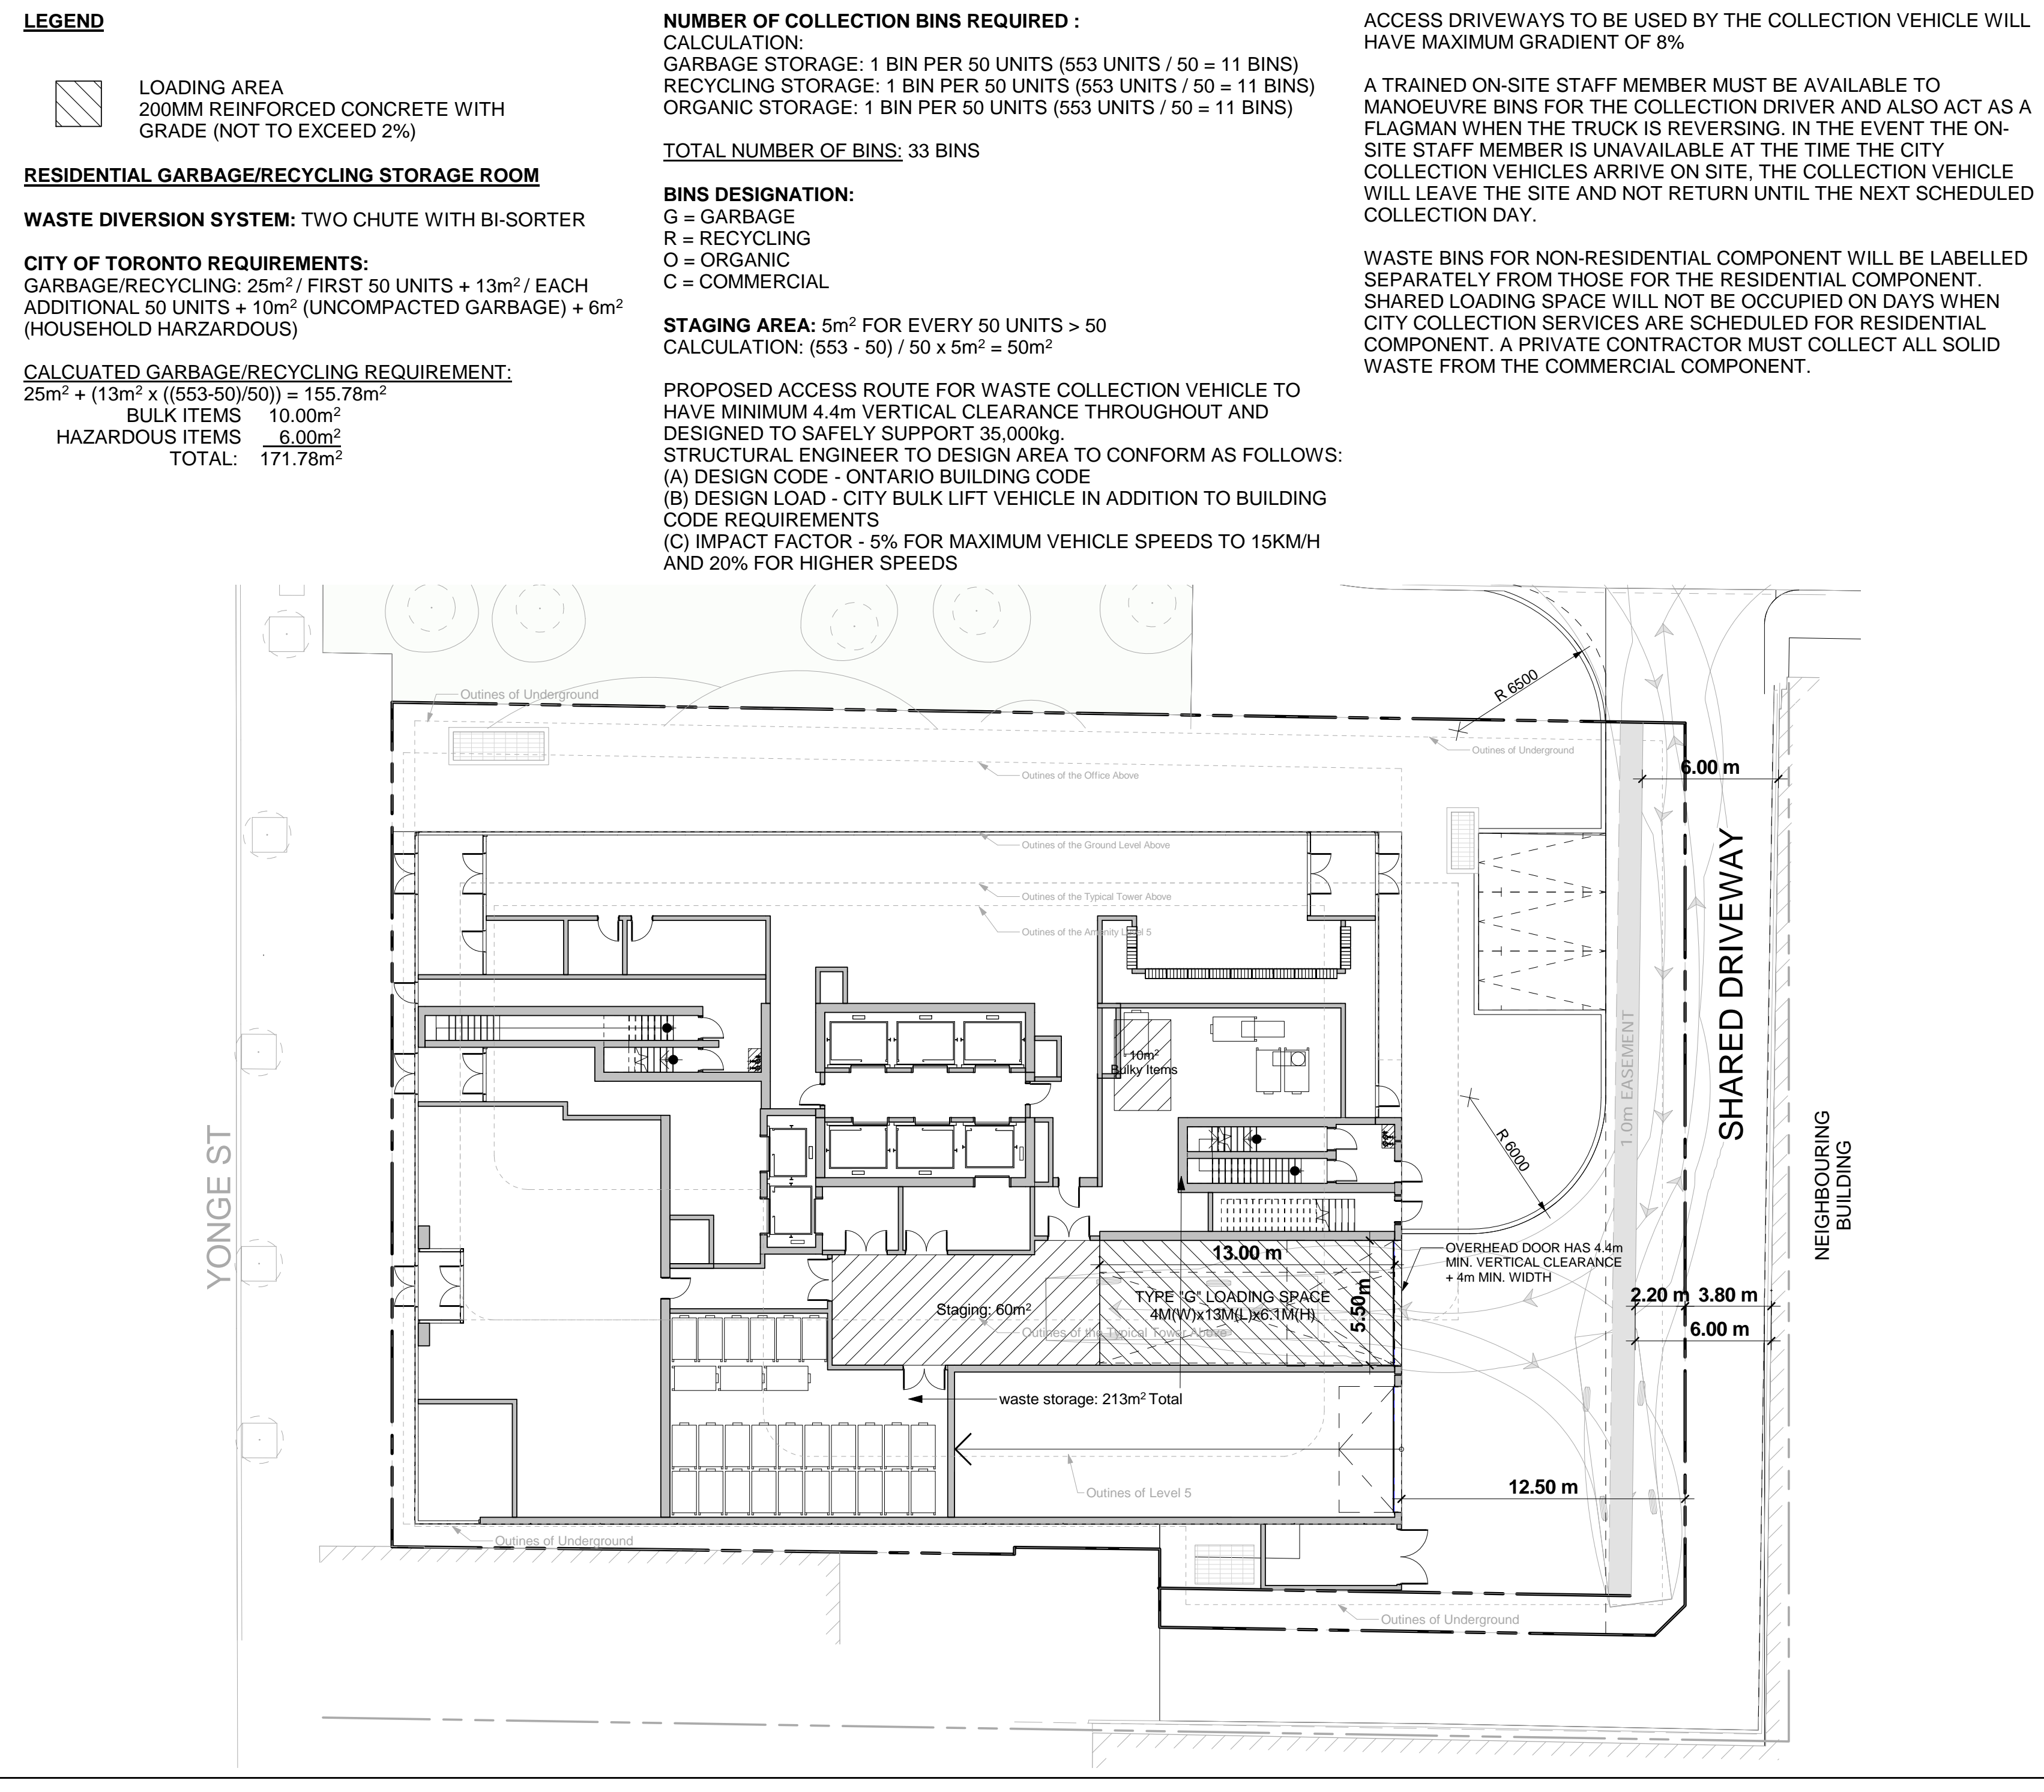 LEGEND
LOADING AREA
200MM REINFORCED CONCRETE WITH
GRADE (NOT TO EXCEED 2%)
RESIDENTIAL GARBAGE/RECYCLING STORAGE ROOM
WASTE DIVERSION SYSTEM: TWO CHUTE WITH BI-SORTER
CITY OF TORONTO REQUIREMENTS:
GARBAGE/RECYCLING: 25m² / FIRST 50 UNITS + 13m² / EACH
ADDITIONAL 50 UNITS + 10m² (UNCOMPACTED GARBAGE) + 6m²
(HOUSEHOLD HARZARDOUS)
CALCUATED GARBAGE/RECYCLING REQUIREMENT:
25m² + (13m² x ((553-50)/50)) = 155.78m²
BULK ITEMS 10.00m²
HAZARDOUS ITEMS 6.00m²
TOTAL: 171.78m²
NUMBER OF COLLECTION BINS REQUIRED :
CALCULATION:
GARBAGE STORAGE: 1 BIN PER 50 UNITS (553 UNITS / 50 = 11 BINS)
RECYCLING STORAGE: 1 BIN PER 50 UNITS (553 UNITS / 50 = 11 BINS)
ORGANIC STORAGE: 1 BIN PER 50 UNITS (553 UNITS / 50 = 11 BINS)
TOTAL NUMBER OF BINS: 33 BINS
BINS DESIGNATION:
G = GARBAGE
R = RECYCLING
O = ORGANIC
C = COMMERCIAL
STAGING AREA: 5m² FOR EVERY 50 UNITS > 50
CALCULATION: (553 - 50) / 50 x 5m² = 50m²
PROPOSED ACCESS ROUTE FOR WASTE COLLECTION VEHICLE TO
HAVE MINIMUM 4.4m VERTICAL CLEARANCE THROUGHOUT AND
DESIGNED TO SAFELY SUPPORT 35,000kg.
STRUCTURAL ENGINEER TO DESIGN AREA TO CONFORM AS FOLLOWS:
(A) DESIGN CODE - ONTARIO BUILDING CODE
(B) DESIGN LOAD - CITY BULK LIFT VEHICLE IN ADDITION TO BUILDING
CODE REQUIREMENTS
(C) IMPACT FACTOR - 5% FOR MAXIMUM VEHICLE SPEEDS TO 15KM/H
AND 20% FOR HIGHER SPEEDS
ACCESS DRIVEWAYS TO BE USED BY THE COLLECTION VEHICLE WILL
HAVE MAXIMUM GRADIENT OF 8%
A TRAINED ON-SITE STAFF MEMBER MUST BE AVAILABLE TO
MANOEUVRE BINS FOR THE COLLECTION DRIVER AND ALSO ACT AS A
FLAGMAN WHEN THE TRUCK IS REVERSING. IN THE EVENT THE ON-
SITE STAFF MEMBER IS UNAVAILABLE AT THE TIME THE CITY
COLLECTION VEHICLES ARRIVE ON SITE, THE COLLECTION VEHICLE
WILL LEAVE THE SITE AND NOT RETURN UNTIL THE NEXT SCHEDULED
COLLECTION DAY.
WASTE BINS FOR NON-RESIDENTIAL COMPONENT WILL BE LABELLED
SEPARATELY FROM THOSE FOR THE RESIDENTIAL COMPONENT.
SHARED LOADING SPACE WILL NOT BE OCCUPIED ON DAYS WHEN
CITY COLLECTION SERVICES ARE SCHEDULED FOR RESIDENTIAL
COMPONENT. A PRIVATE CONTRACTOR MUST COLLECT ALL SOLID
WASTE FROM THE COMMERCIAL COMPONENT.
Outines of Underground
R 6500
Outines of Underground
Outines of the Office Above
6.00 m
Outines of the Ground Level Above
Outines of the Typical Tower Above
Outines of the Amenity Level 5
SHARED DRIVEWAY
1.0m EASEMENT
10m²
Bulky Items
R 6000
YONGE ST
NEIGHBOURING
BUILDING
13.00 m
OVERHEAD DOOR HAS 4.4m
MIN. VERTICAL CLEARANCE
+ 4m MIN. WIDTH
TYPE "G" LOADING SPACE
4M(W)x13M(L)x6.1M(H)
5.50 m
Staging: 60m²
Outines of the Typical Tower Above
2.20 m 3.80 m
6.00 m
waste storage: 213m² Total
12.50 m
Outines of Level 5
Outines of Underground
Outines of Underground